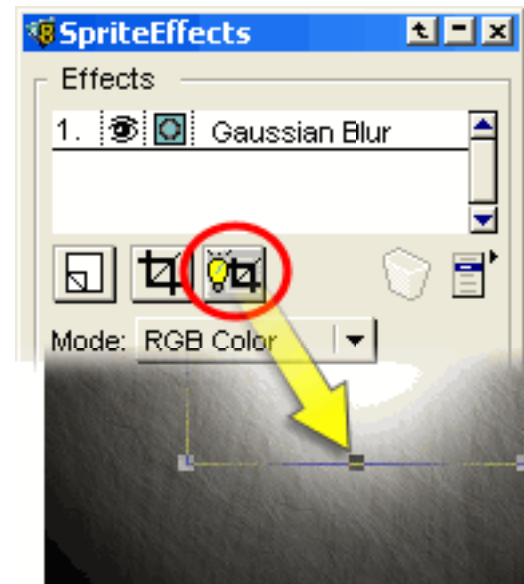 SpriteEffects
Effects
1. Gaussian Blur
Mode: RGB Color